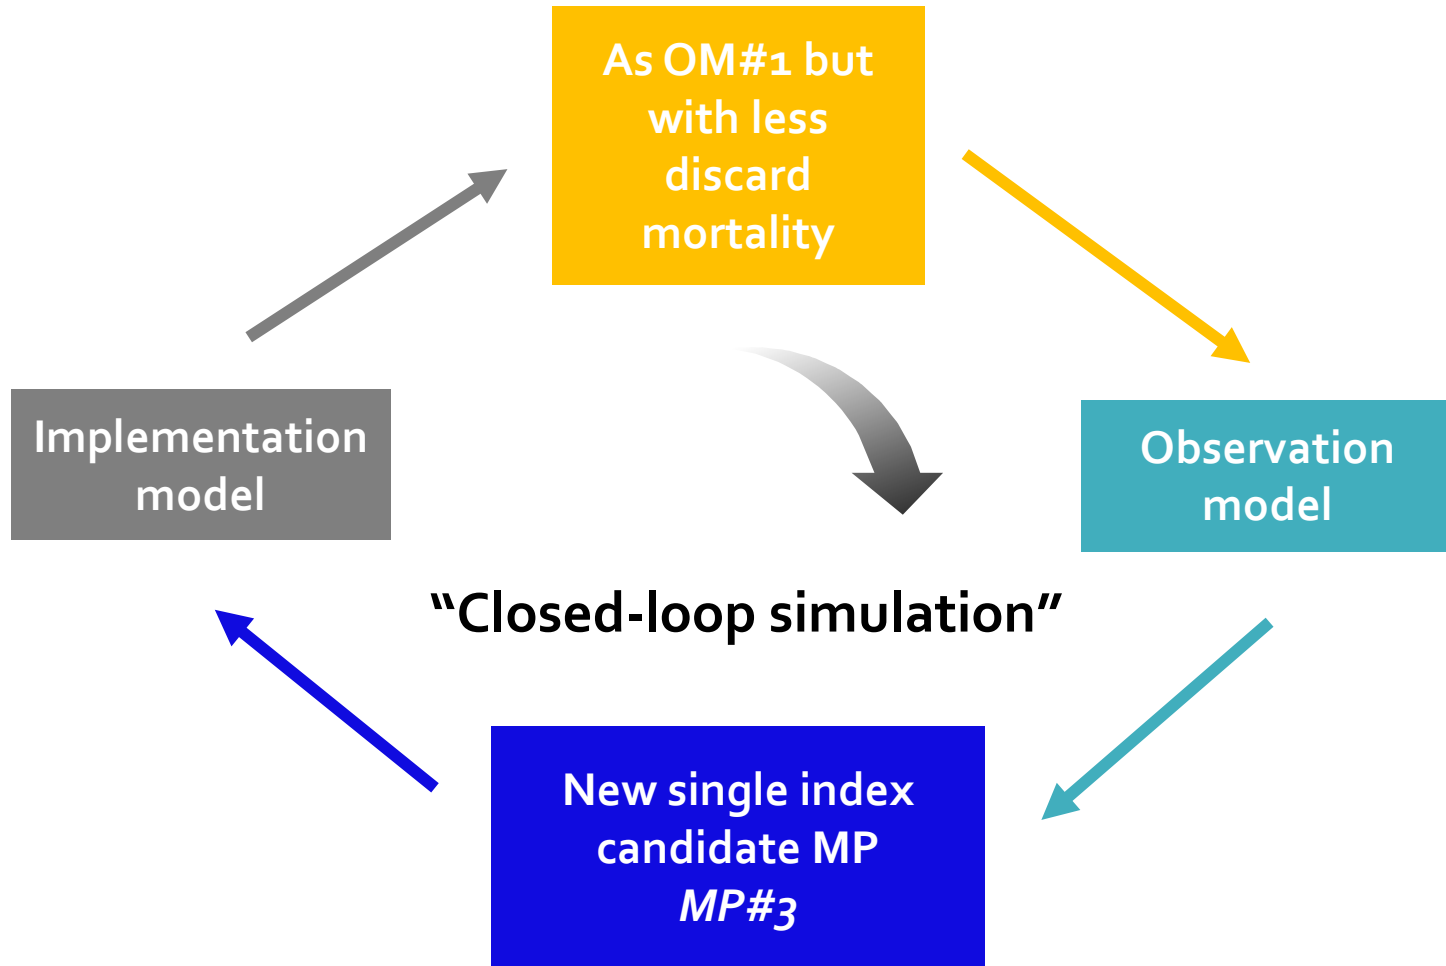 As OM#1 but
with less
discard
mortality
Implementation
model
Observation
model
“Closed-loop simulation”
New single index
candidate MP
MP#3